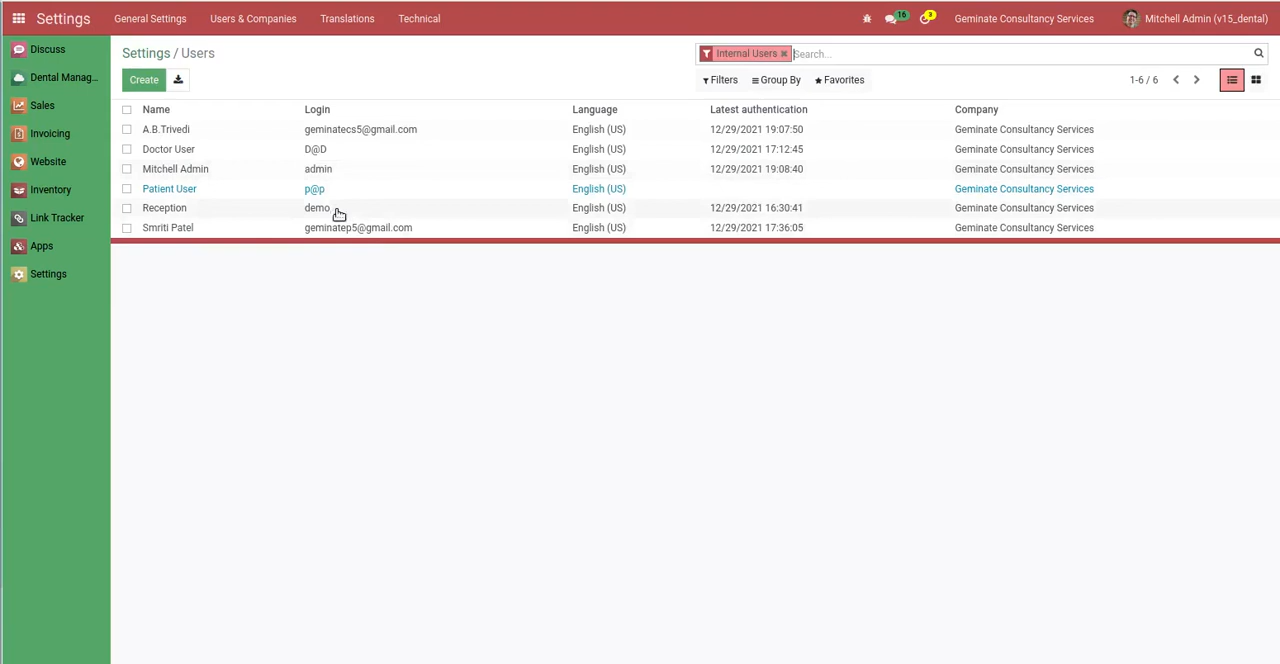 Settings General Settings Users & Companies Translations Technical 16 3 Geminate Consultancy Services Mitchell Admin (v15_dental)
Discuss
Dental Manag...
Sales
Invoicing
Website
Inventory
Link Tracker
Apps
Settings
Settings / Users Internal Users Search...
Create Filters Group By Favorites 1-6 / 6
Name Login Language Latest authentication Company
A.B.Trivedi geminatecs5@gmail.com English (US) 12/29/2021 19:07:50 Geminate Consultancy Services
Doctor User D@D English (US) 12/29/2021 17:12:45 Geminate Consultancy Services
Mitchell Admin admin English (US) 12/29/2021 19:08:40 Geminate Consultancy Services
Patient User p@p English (US) Geminate Consultancy Services
Reception demo English (US) 12/29/2021 16:30:41 Geminate Consultancy Services
Smriti Patel geminatep5@gmail.com English (US) 12/29/2021 17:36:05 Geminate Consultancy Services